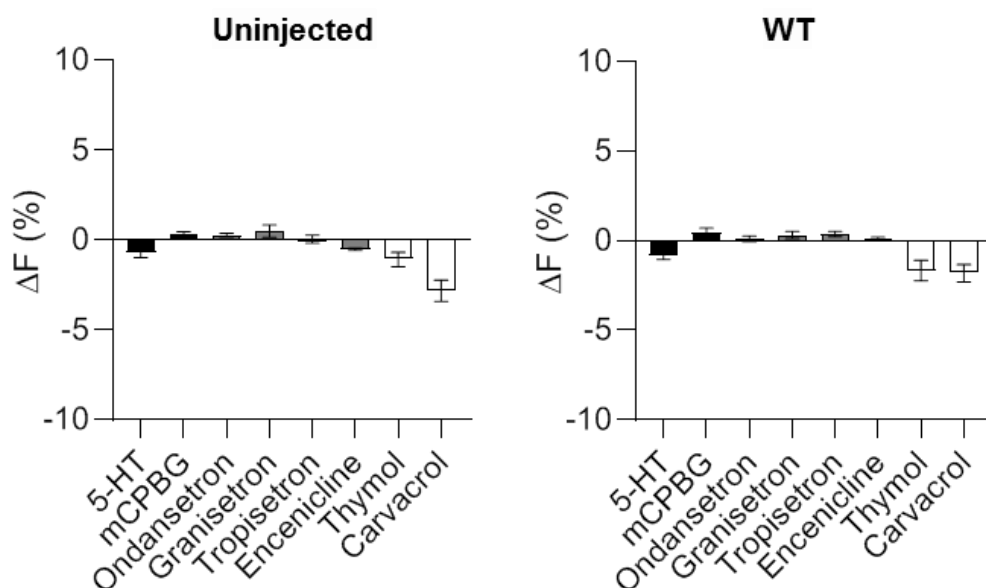 Uninjected
10
5
0
-5
-10
ΔF (%)
5-HT
mCPBG
Ondansetron
Granisetron
Tropisetron
Encenicline
Thymol
Carvacrol
WT
10
5
0
-5
-10
ΔF (%)
5-HT
mCPBG
Ondansetron
Granisetron
Tropisetron
Encenicline
Thymol
Carvacrol